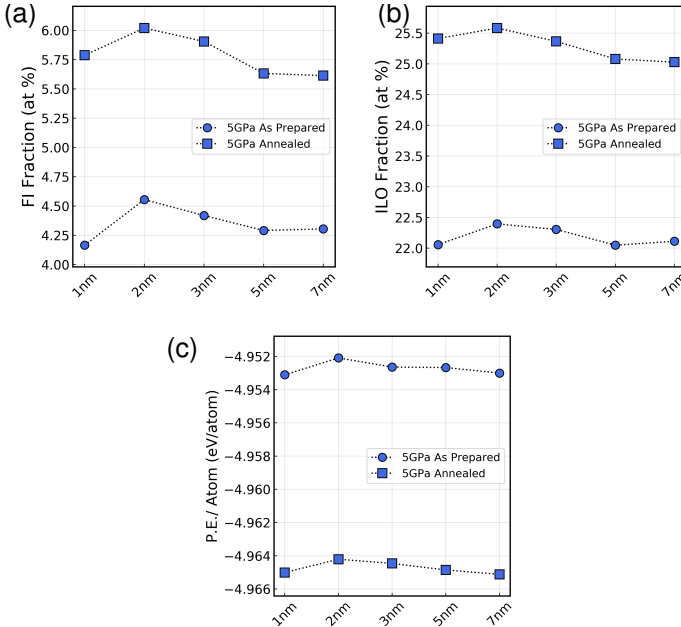 (a)
FI Fraction (at %)
6.00
5.75
5.50
5.25
5.00
4.75
4.50
4.25
4.00
5GPa As Prepared
5GPa Annealed
1nm
2nm
3nm
5nm
7nm
(b)
ILO Fraction (at %)
25.5
25.0
24.5
24.0
23.5
23.0
22.5
22.0
5GPa As Prepared
5GPa Annealed
1nm
2nm
3nm
5nm
7nm
(c)
P.E./ Atom (eV/atom)
−4.952
−4.954
−4.956
−4.958
−4.960
−4.962
−4.964
−4.966
5GPa As Prepared
5GPa Annealed
1nm
2nm
3nm
5nm
7nm